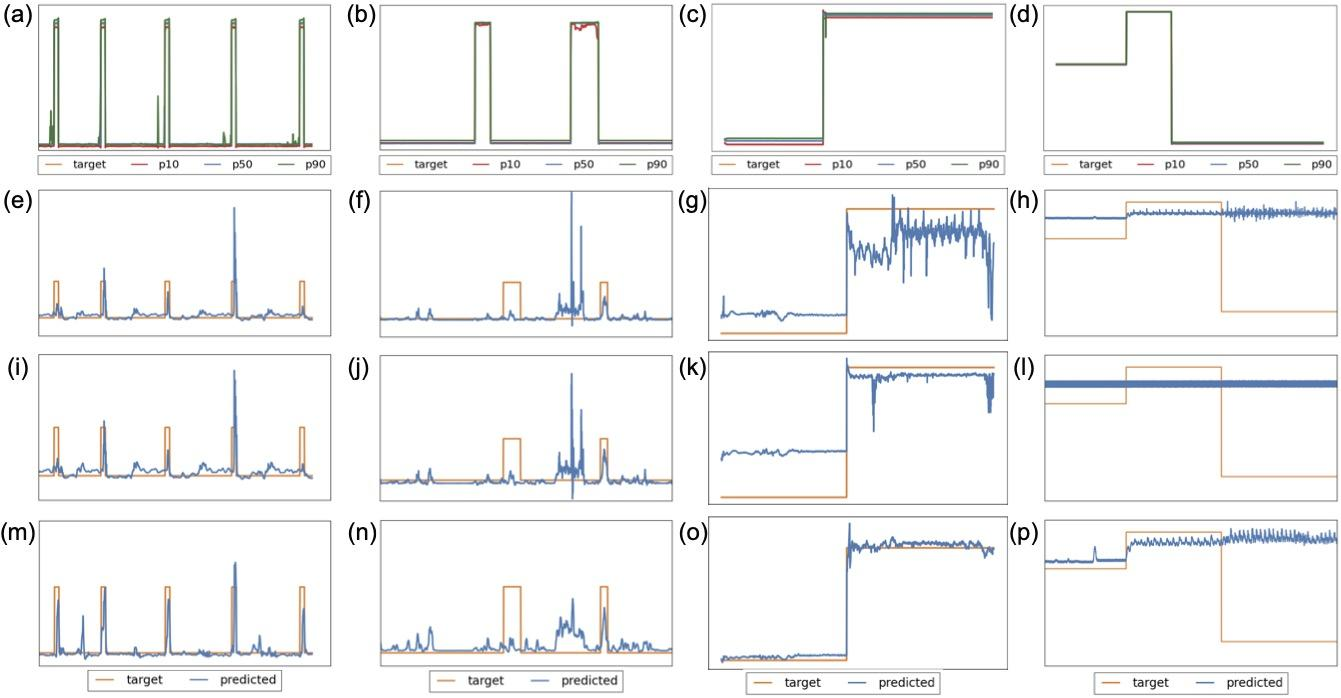 (a) (b) (c) (d)
target p10 p50 p90 target p10 p50 p90 target p10 p50 p90 target p10 p50 p90
(e) (f) (g) (h)
(i) (j) (k) (l)
(m) (n) (o) (p)
target predicted target predicted target predicted target predicted